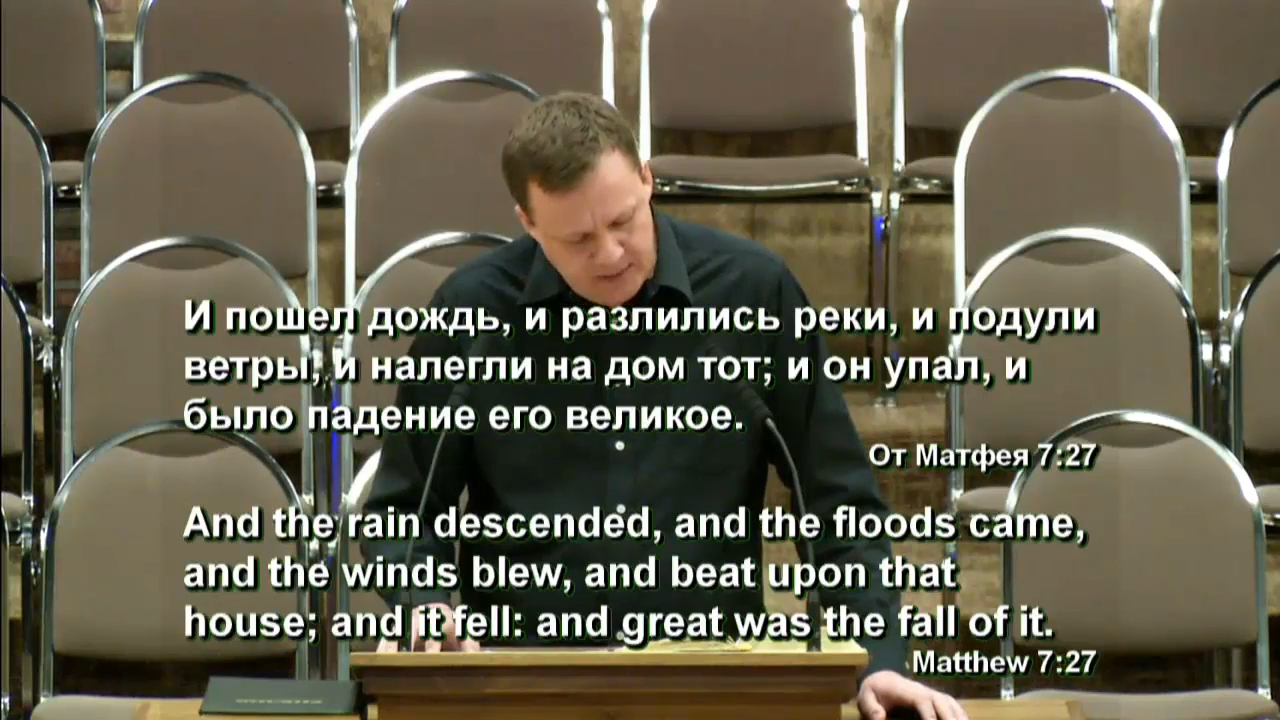 И пошел дождь, и разлились реки, и подули
ветры, и налегли на дом тот; и он упал, и
было падение его великое.
От Матфея 7:27
And the rain descended, and the floods came,
and the winds blew, and beat upon that
house; and it fell: and great was the fall of it.
Matthew 7:27